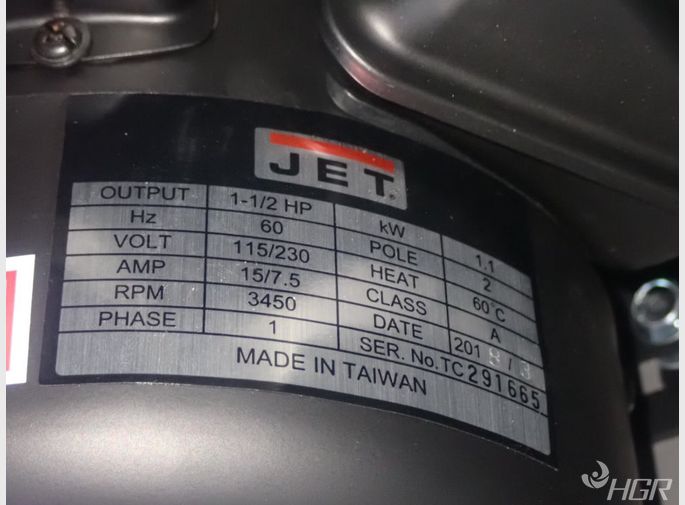 JET
OUTPUT 1-1/2 HP kW 1.1
Hz 60 POLE 2
VOLT 115/230 HEAT 60°C
AMP 15/7.5 CLASS A
RPM 3450 DATE 201 / 3
PHASE 1 SER. No.TC291665
MADE IN TAIWAN
HGR